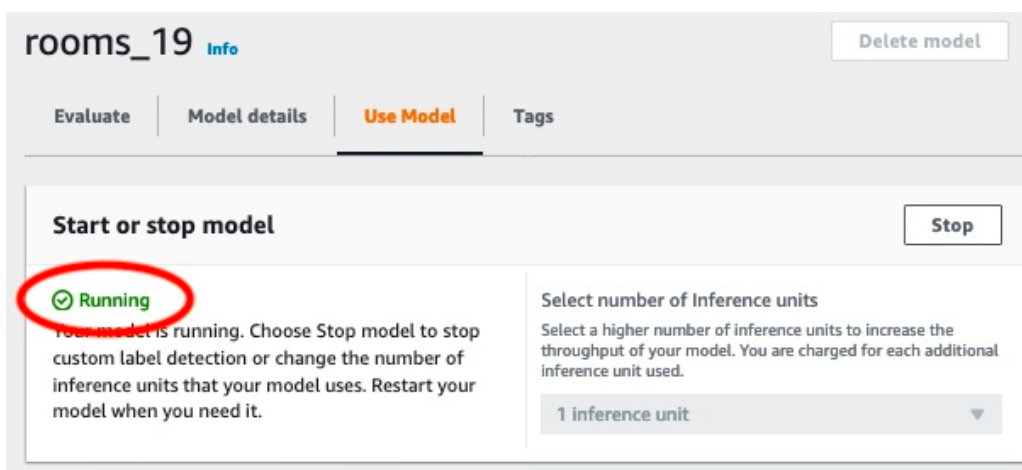 rooms_19 Info
Delete model
Evaluate
Model details
Use Model
Tags
Start or stop model
Stop
Running
Your model is running. Choose Stop model to stop
custom label detection or change the number of
inference units that your model uses. Restart your
model when you need it.
Select number of Inference units
Select a higher number of inference units to increase the
throughput of your model. You are charged for each additional
inference unit used.
1 inference unit